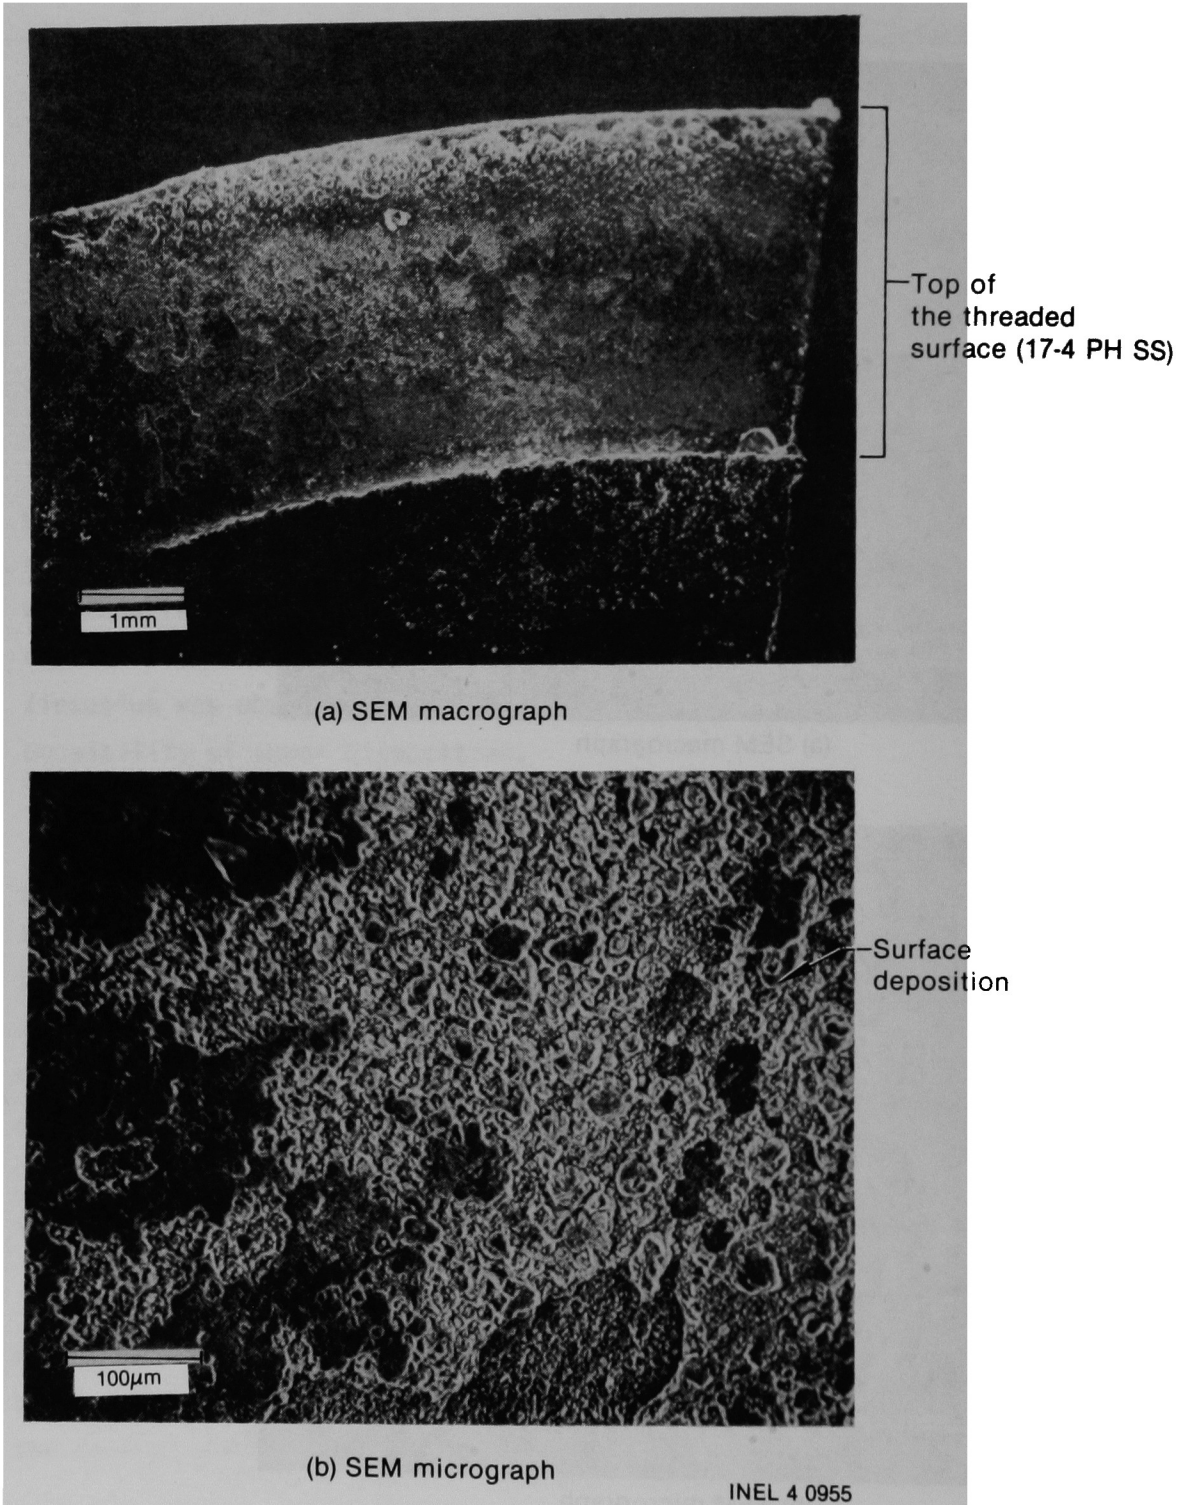 Top of
the threaded
surface (17-4 PH SS)
1mm
(a) SEM macrograph
Surface
deposition
100μm
(b) SEM micrograph
INEL 4 0955